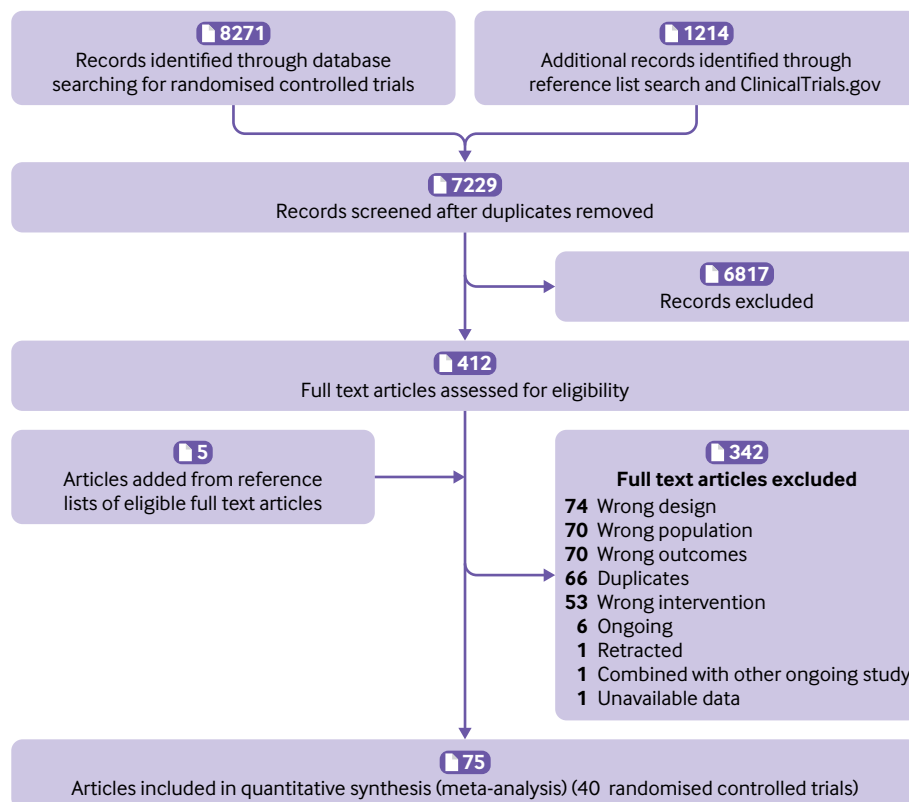 8271
Records identified through database
searching for randomised controlled trials
1214
Additional records identified through
reference list search and ClinicalTrials.gov
7229
Records screened after duplicates removed
6817
Records excluded
412
Full text articles assessed for eligibility
5
Articles added from reference
lists of eligible full text articles
342
Full text articles excluded
74 Wrong design
70 Wrong population
70 Wrong outcomes
66 Duplicates
53 Wrong intervention
6 Ongoing
1 Retracted
1 Combined with other ongoing study
1 Unavailable data
75
Articles included in quantitative synthesis (meta-analysis) (40 randomised controlled trials)